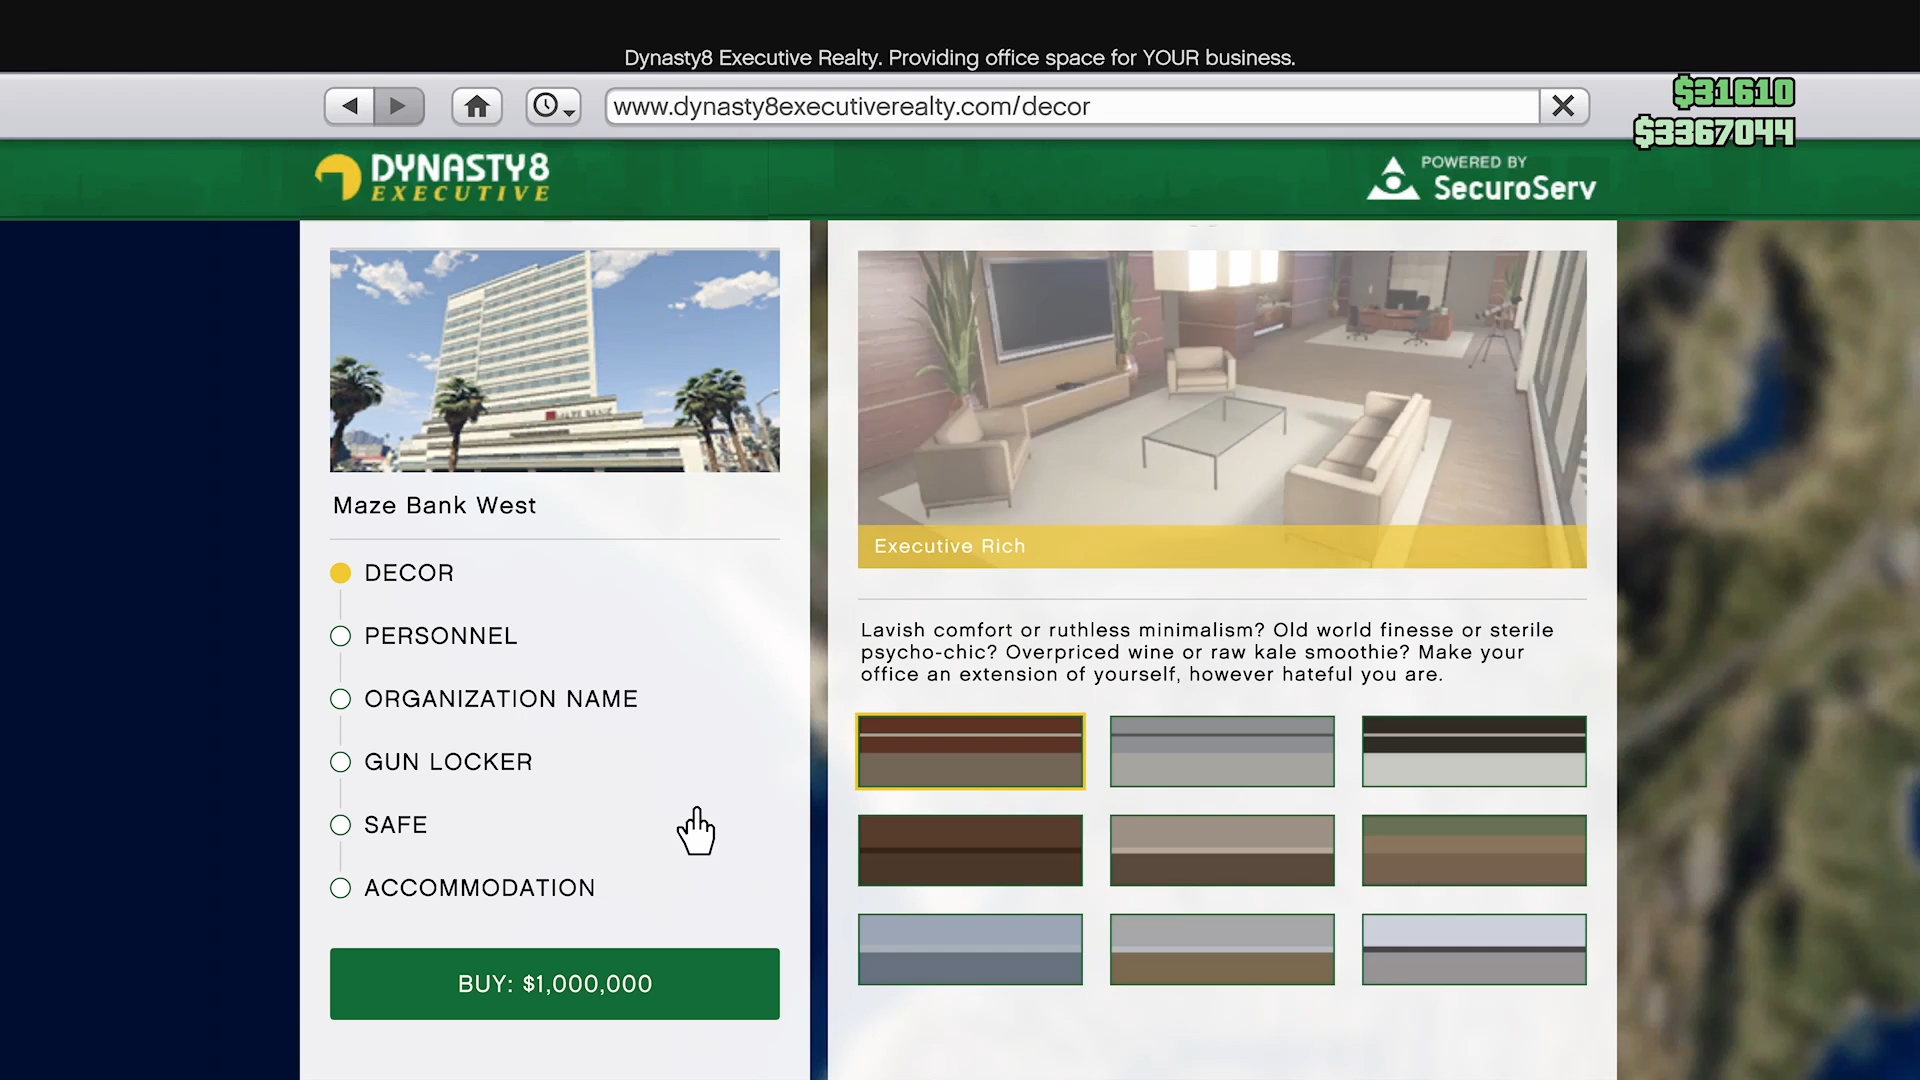 Dynasty8 Executive Realty. Providing office space for YOUR business.
www.dynasty8executiverealty.com/decor
$31610
$3367044
DYNASTY8
EXECUTIVE
POWERED BY
SecuroServ
MAZE BANK
Maze Bank West
DECOR
PERSONNEL
ORGANIZATION NAME
GUN LOCKER
SAFE
ACCOMMODATION
BUY: $1,000,000
Executive Rich
Lavish comfort or ruthless minimalism? Old world finesse or sterile
psycho-chic? Overpriced wine or raw kale smoothie? Make your
office an extension of yourself, however hateful you are.